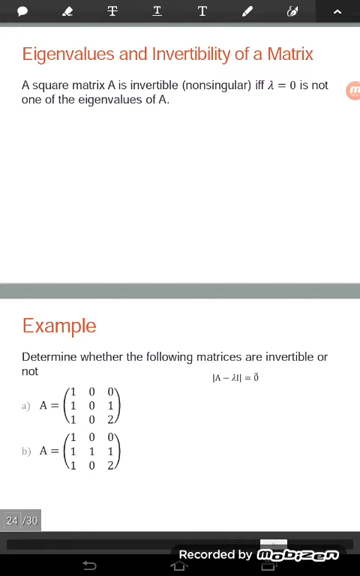 Eigenvalues and Invertibility of a Matrix
A square matrix A is invertible (nonsingular) iff λ = 0 is not
one of the eigenvalues of A.
Example
Determine whether the following matrices are invertible or
not
|A − λI| = 0̄
a) A = (1 0 0
1 0 1
1 0 2)
b) A = (1 0 0
1 1 1
1 0 2)
24 /30
Recorded by mobizen